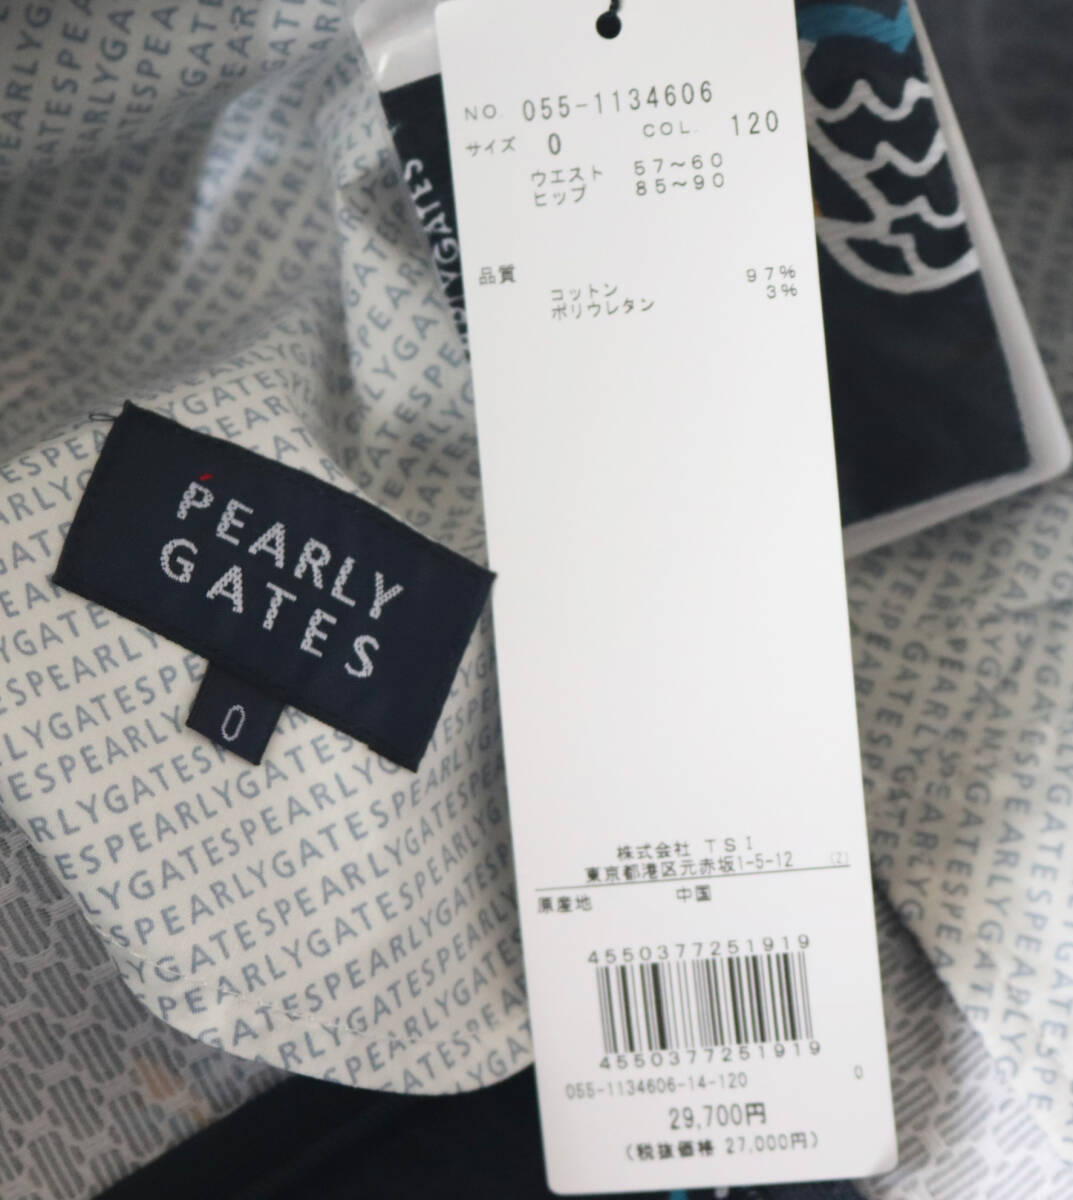 NO. 055-1134606
サイズ 0 COL. 120
ウエスト 57～60
ヒップ 85～90
品質
コットン 97%
ポリウレタン 3%
株式会社 TSI
東京都港区元赤坂1-5-12 (Z)
原産地 中国
4550377251919
4550377251919
055-1134606-14-120 0
29,700円
(税抜価格 27,000円)
PEARLY
GATES
0